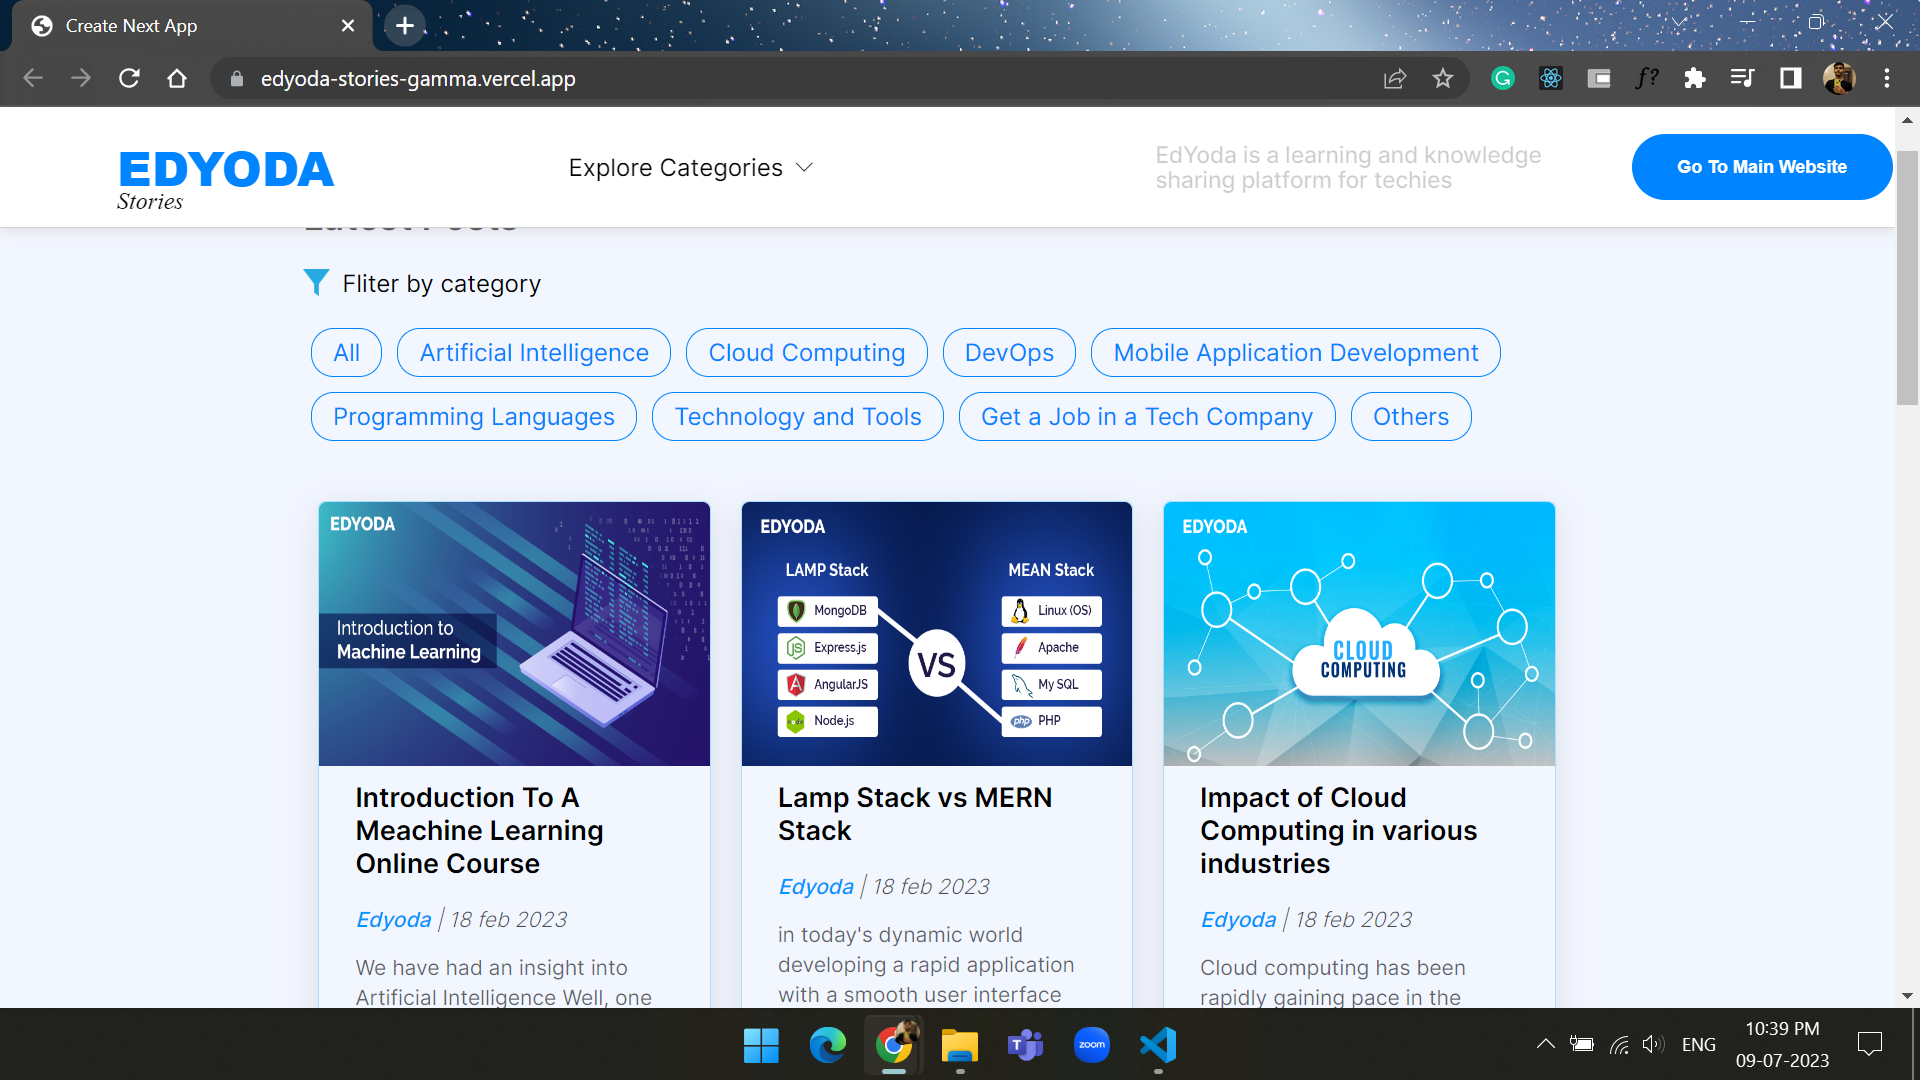 Create Next App
edyoda-stories-gamma.vercel.app
EDYODA
Stories
Explore Categories
EdYoda is a learning and knowledge
sharing platform for techies
Go To Main Website
Latest Posts
Fliter by category
All
Artificial Intelligence
Cloud Computing
DevOps
Mobile Application Development
Programming Languages
Technology and Tools
Get a Job in a Tech Company
Others
EDYODA
Introduction to
Machine Learning
Introduction To A
Meachine Learning
Online Course
Edyoda | 18 feb 2023
We have had an insight into
Artificial Intelligence Well, one
EDYODA
LAMP Stack
MEAN Stack
MongoDB
Express.js
AngularJS
Node.js
VS
Linux (OS)
Apache
My SQL
php PHP
Lamp Stack vs MERN
Stack
Edyoda | 18 feb 2023
in today's dynamic world
developing a rapid application
with a smooth user interface
EDYODA
CLOUD
COMPUTING
Impact of Cloud
Computing in various
industries
Edyoda | 18 feb 2023
Cloud computing has been
rapidly gaining pace in the
zoom
ENG
10:39 PM
09-07-2023